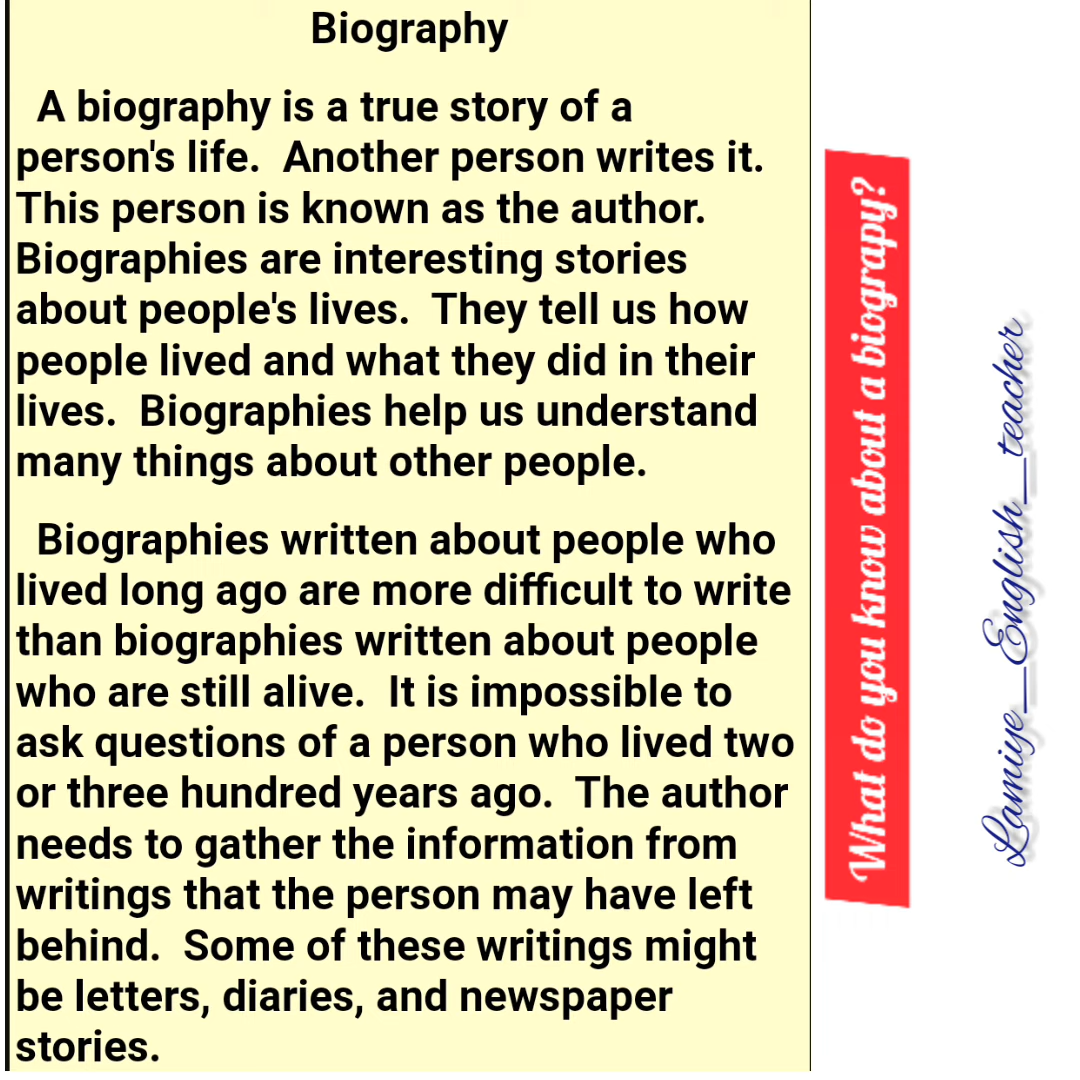 Biography
A biography is a true story of a
person's life. Another person writes it.
This person is known as the author.
Biographies are interesting stories
about people's lives. They tell us how
people lived and what they did in their
lives. Biographies help us understand
many things about other people.
Biographies written about people who
lived long ago are more difficult to write
than biographies written about people
who are still alive. It is impossible to
ask questions of a person who lived two
or three hundred years ago. The author
needs to gather the information from
writings that the person may have left
behind. Some of these writings might
be letters, diaries, and newspaper
stories.
What do you know about a biograpy?
Lamiye_English_teacher